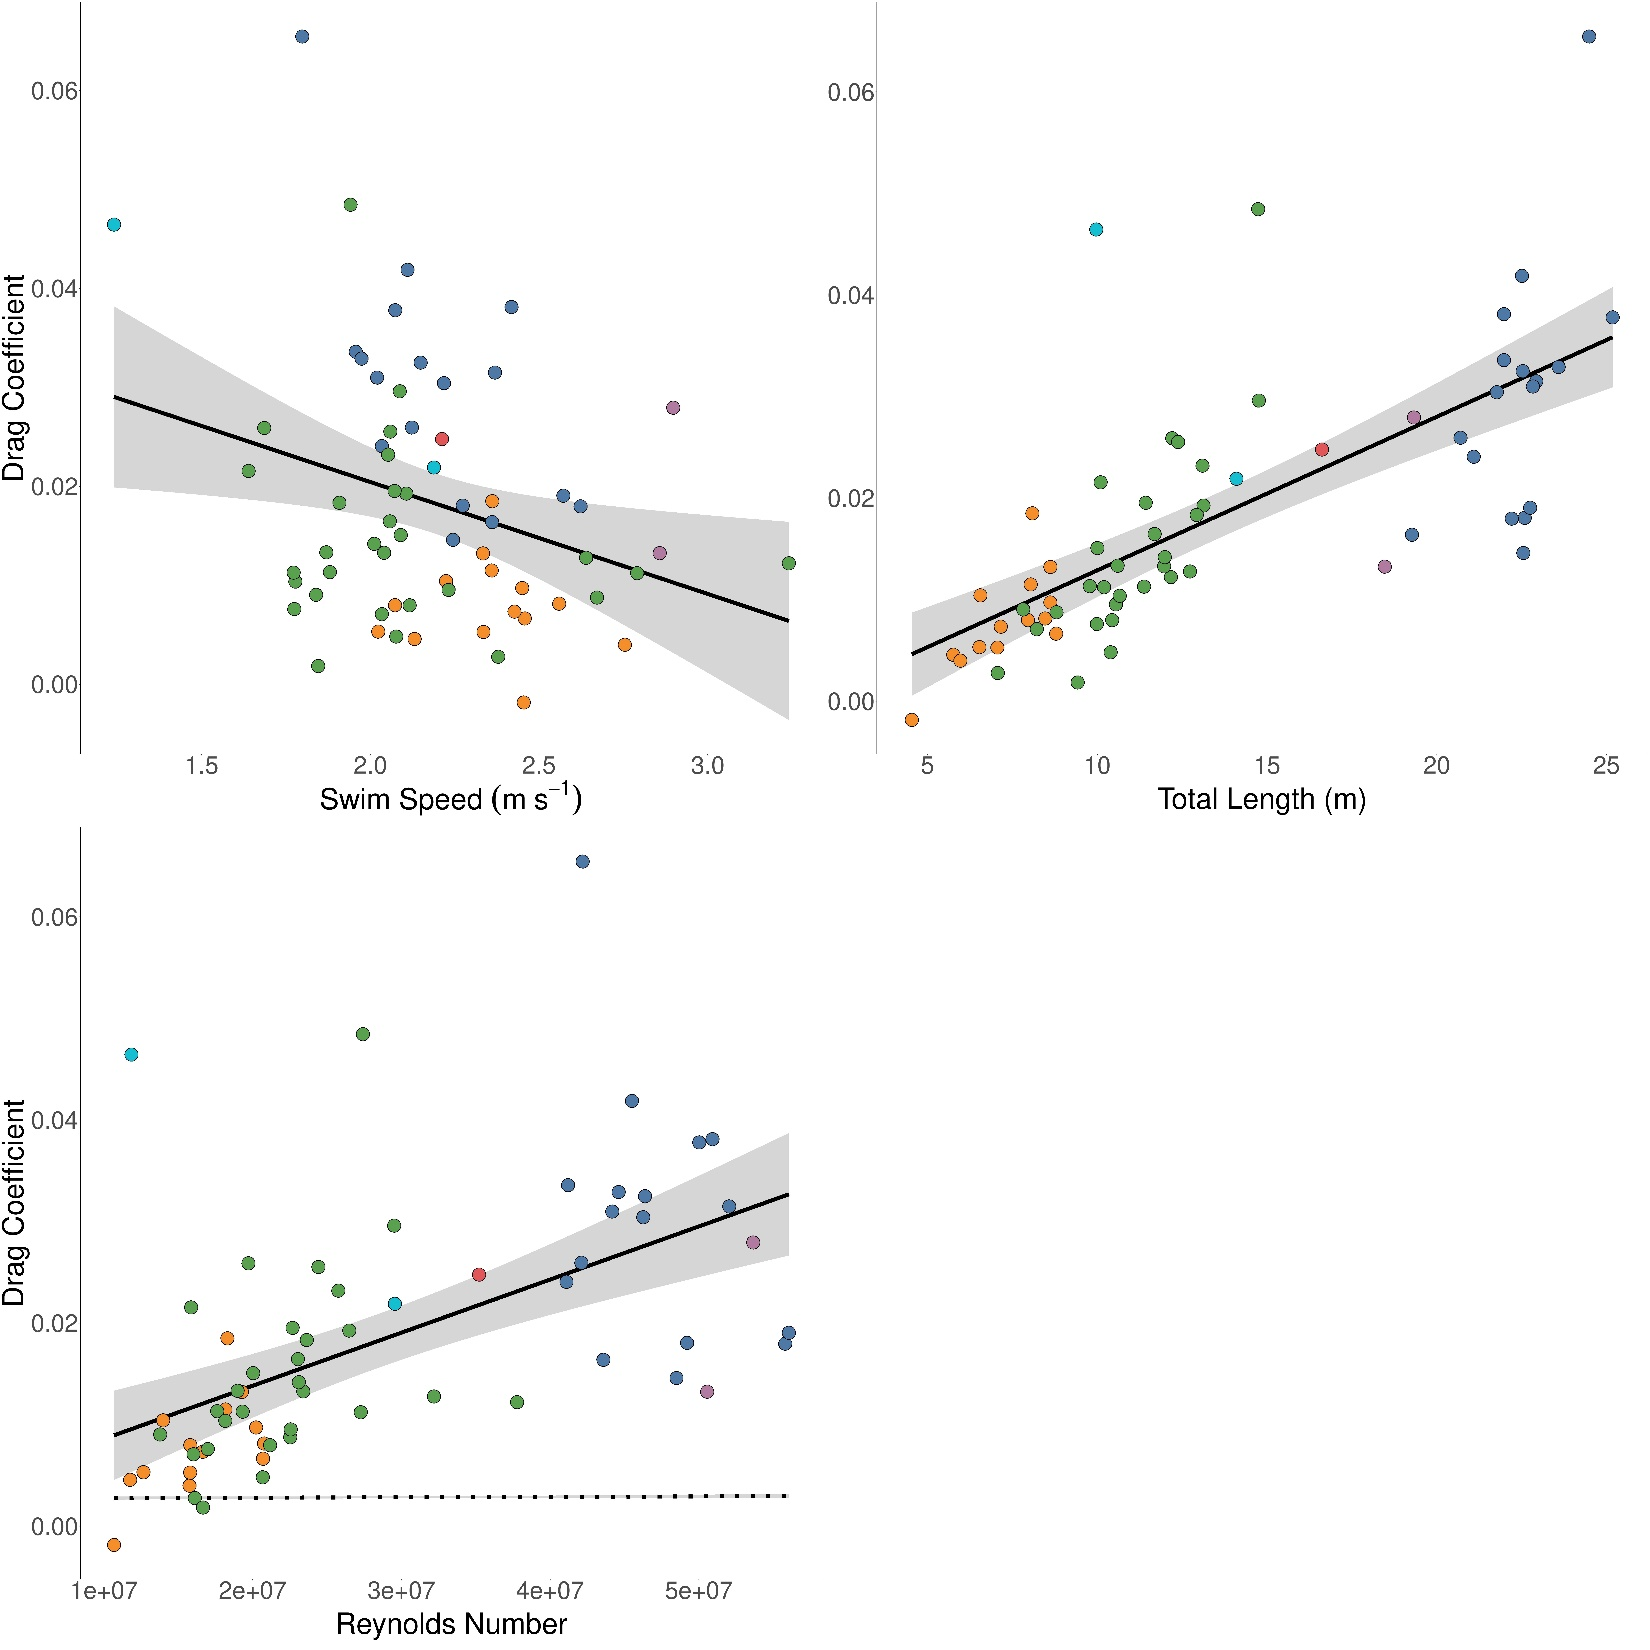 0.06
0.04
0.02
0.00
Drag Coefficient
1.5 2.0 2.5 3.0
Swim Speed (m s⁻¹)
0.06
0.04
0.02
0.00
5 10 15 20 25
Total Length (m)
0.06
0.04
0.02
0.00
Drag Coefficient
1e+07 2e+07 3e+07 4e+07 5e+07
Reynolds Number